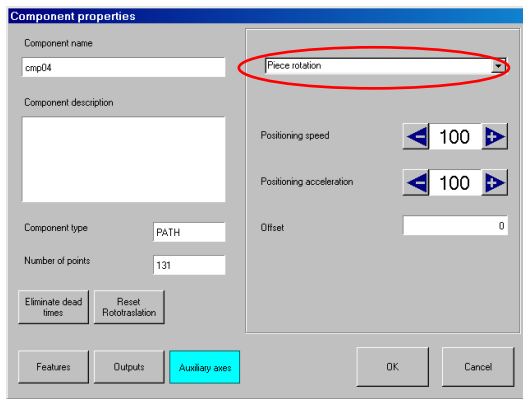 Component properties
Component name
cmp04
Piece rotation
Component description
Positioning speed
100
Positioning acceleration
100
Component type
PATH
Offset
0
Number of points
131
Eliminate dead
times
Reset
Rototraslation
Features
Outputs
Auxiliary axes
OK
Cancel